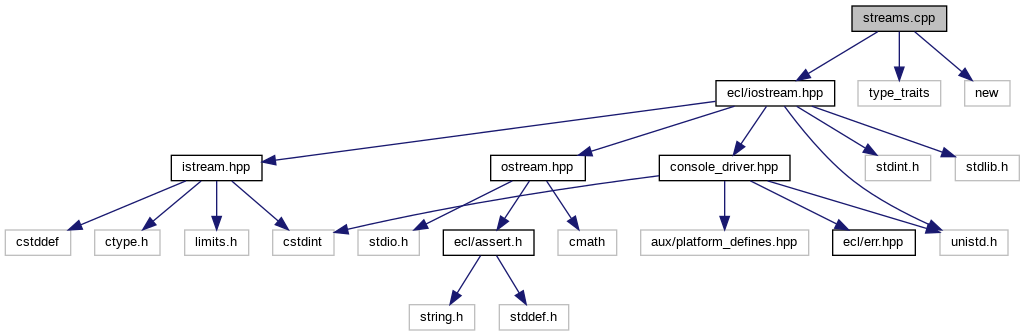 streams.cpp
ecl/iostream.hpp
type_traits
new
istream.hpp
ostream.hpp
console_driver.hpp
stdint.h
stdlib.h
cstddef
ctype.h
limits.h
cstdint
stdio.h
ecl/assert.h
cmath
aux/platform_defines.hpp
ecl/err.hpp
unistd.h
string.h
stddef.h